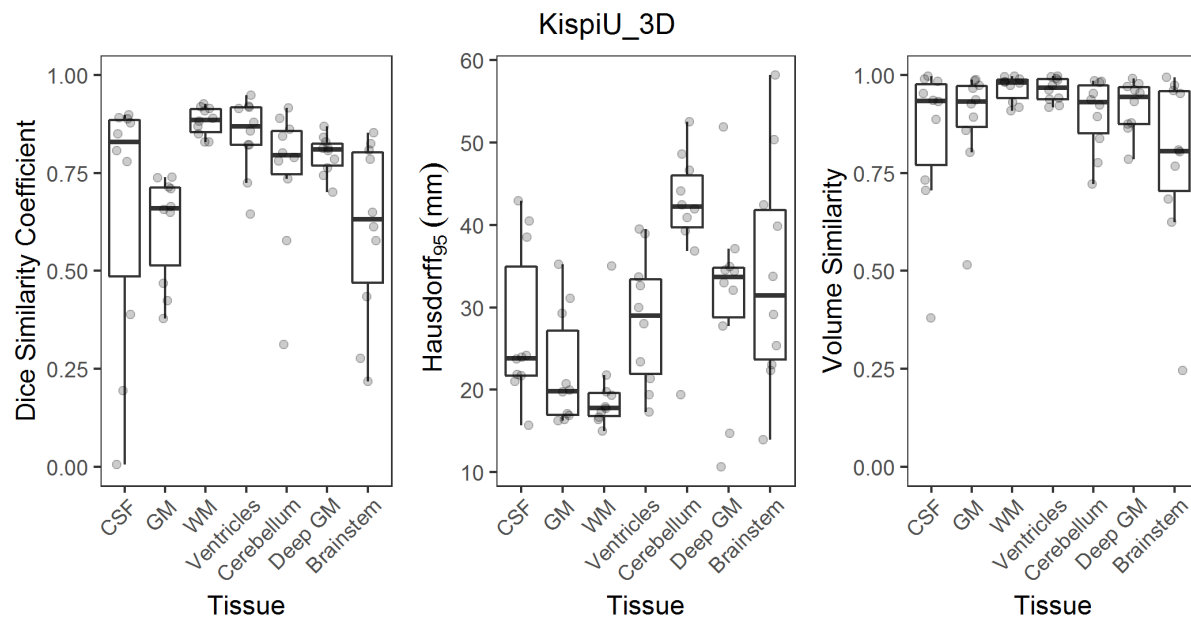 KispiU_3D
Dice Similarity Coefficient
1.00
0.75
0.50
0.25
0.00
CSF
GM
WM
Ventricles
Cerebellum
Deep GM
Brainstem
Tissue
Hausdorff95 (mm)
60
50
40
30
20
10
CSF
GM
WM
Ventricles
Cerebellum
Deep GM
Brainstem
Tissue
Volume Similarity
1.00
0.75
0.50
0.25
0.00
CSF
GM
WM
Ventricles
Cerebellum
Deep GM
Brainstem
Tissue